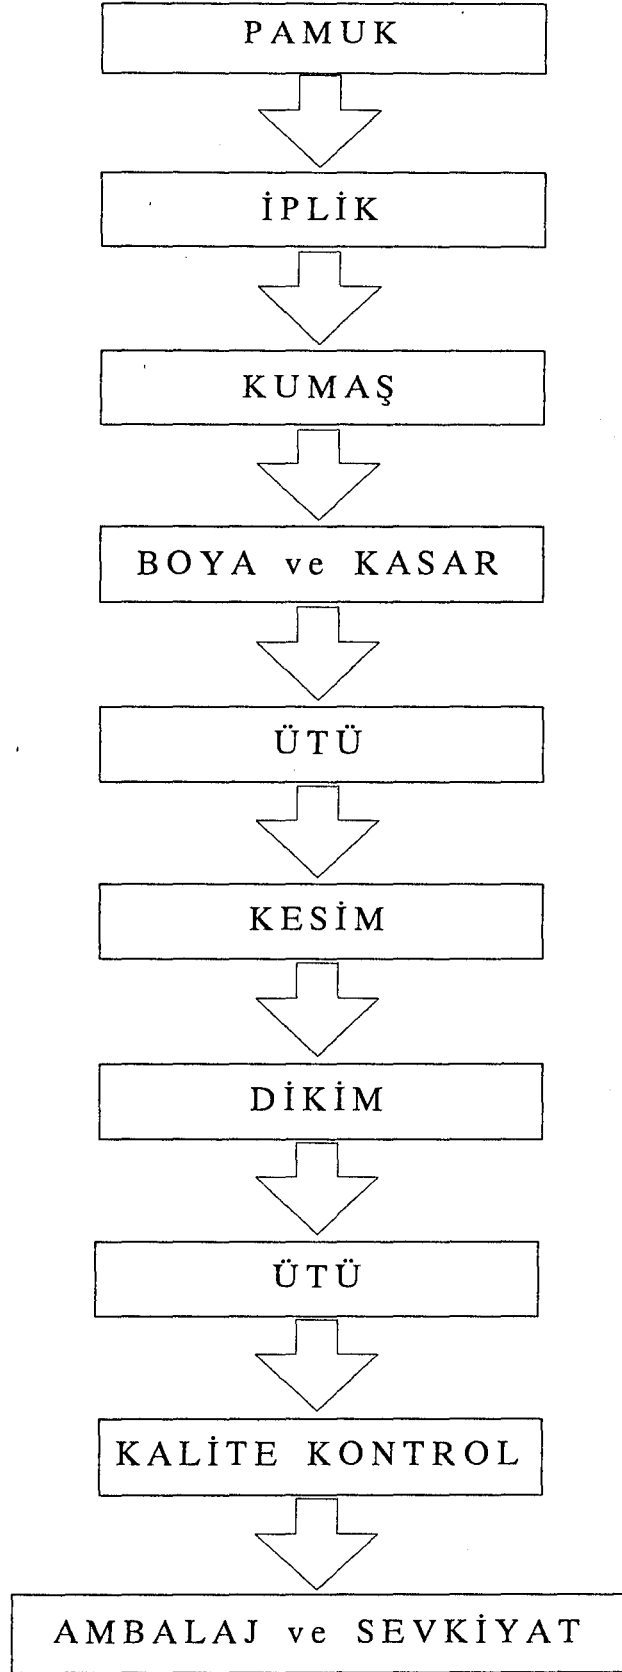 PAMUK
İPLİK
KUMAŞ
BOYA ve KASAR
ÜTÜ
KESİM
DİKİM
ÜTÜ
KALİTE KONTROL
AMBALAJ ve SEVKİYAT